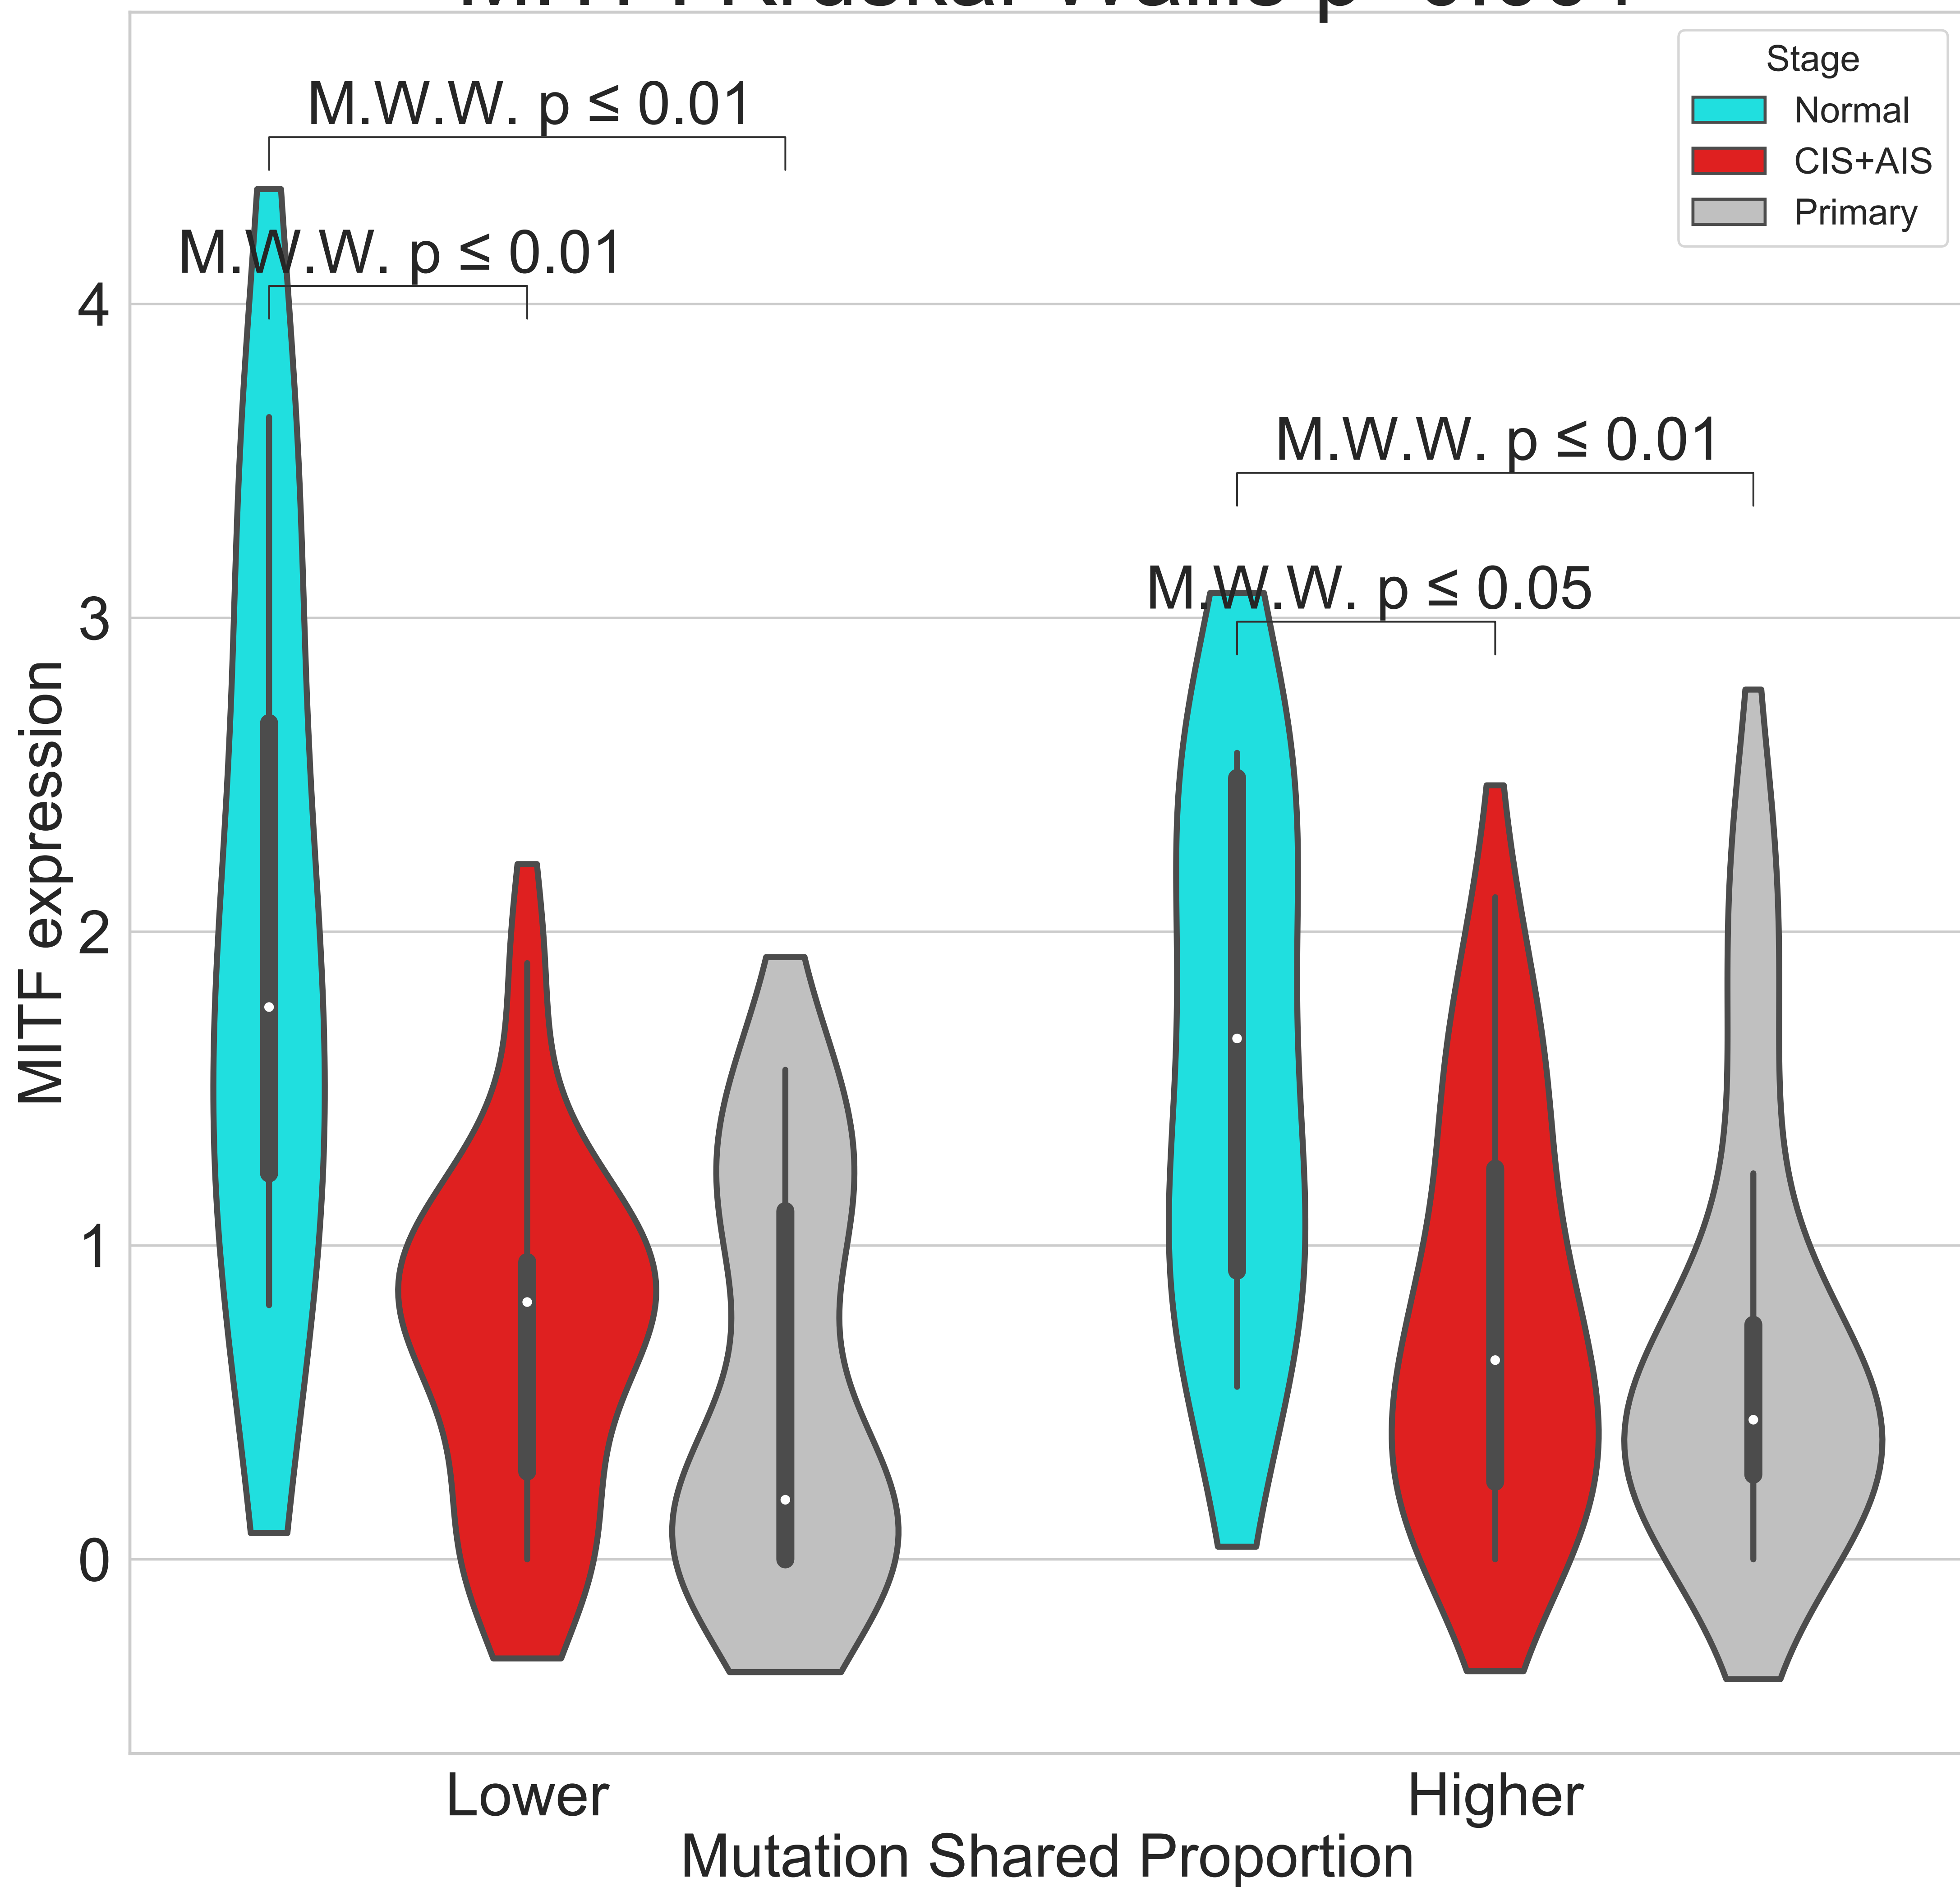 Stage
Normal
CIS+AIS
Primary
M.W.W. p ≤ 0.01
M.W.W. p ≤ 0.01
M.W.W. p ≤ 0.01
M.W.W. p ≤ 0.05
4
3
2
1
0
MITF expression
Lower
Higher
Mutation Shared Proportion